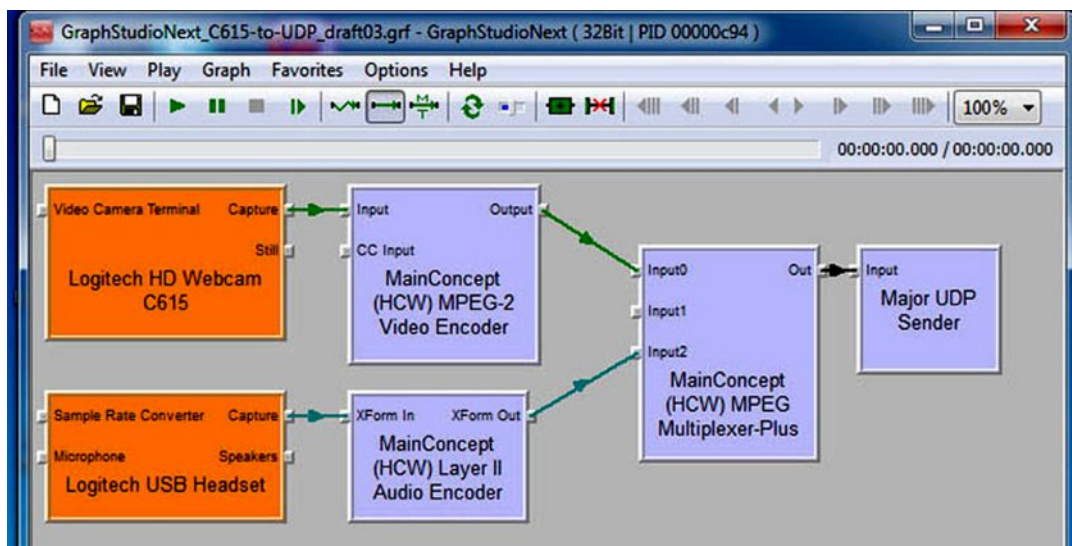 GraphStudioNext_C615-to-UDP_draft03.grf - GraphStudioNext ( 32Bit | PID 00000c94 )
File View Play Graph Favorites Options Help
100%
00:00:00.000 / 00:00:00.000
Video Camera Terminal Capture
Still
Logitech HD Webcam
C615
Input Output
CC Input
MainConcept
(HCW) MPEG-2
Video Encoder
Input0 Out
Input1
Input2
MainConcept
(HCW) MPEG
Multiplexer-Plus
Input
Major UDP
Sender
Sample Rate Converter Capture
Microphone Speakers
Logitech USB Headset
XForm In XForm Out
MainConcept
(HCW) Layer II
Audio Encoder